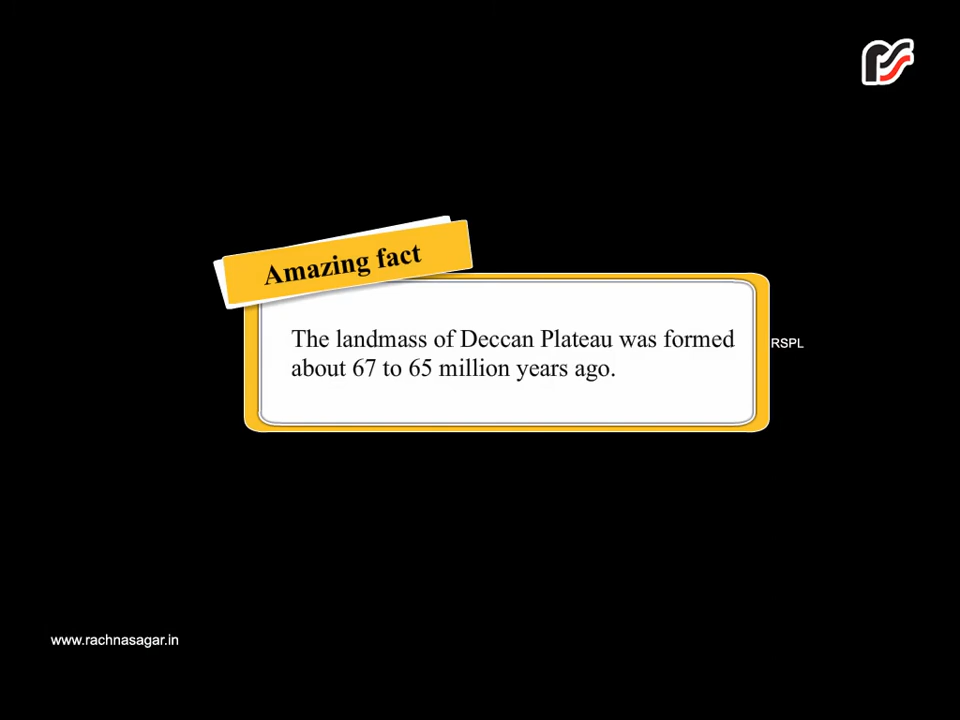 Amazing fact
The landmass of Deccan Plateau was formed
about 67 to 65 million years ago.
RSPL
www.rachnasagar.in